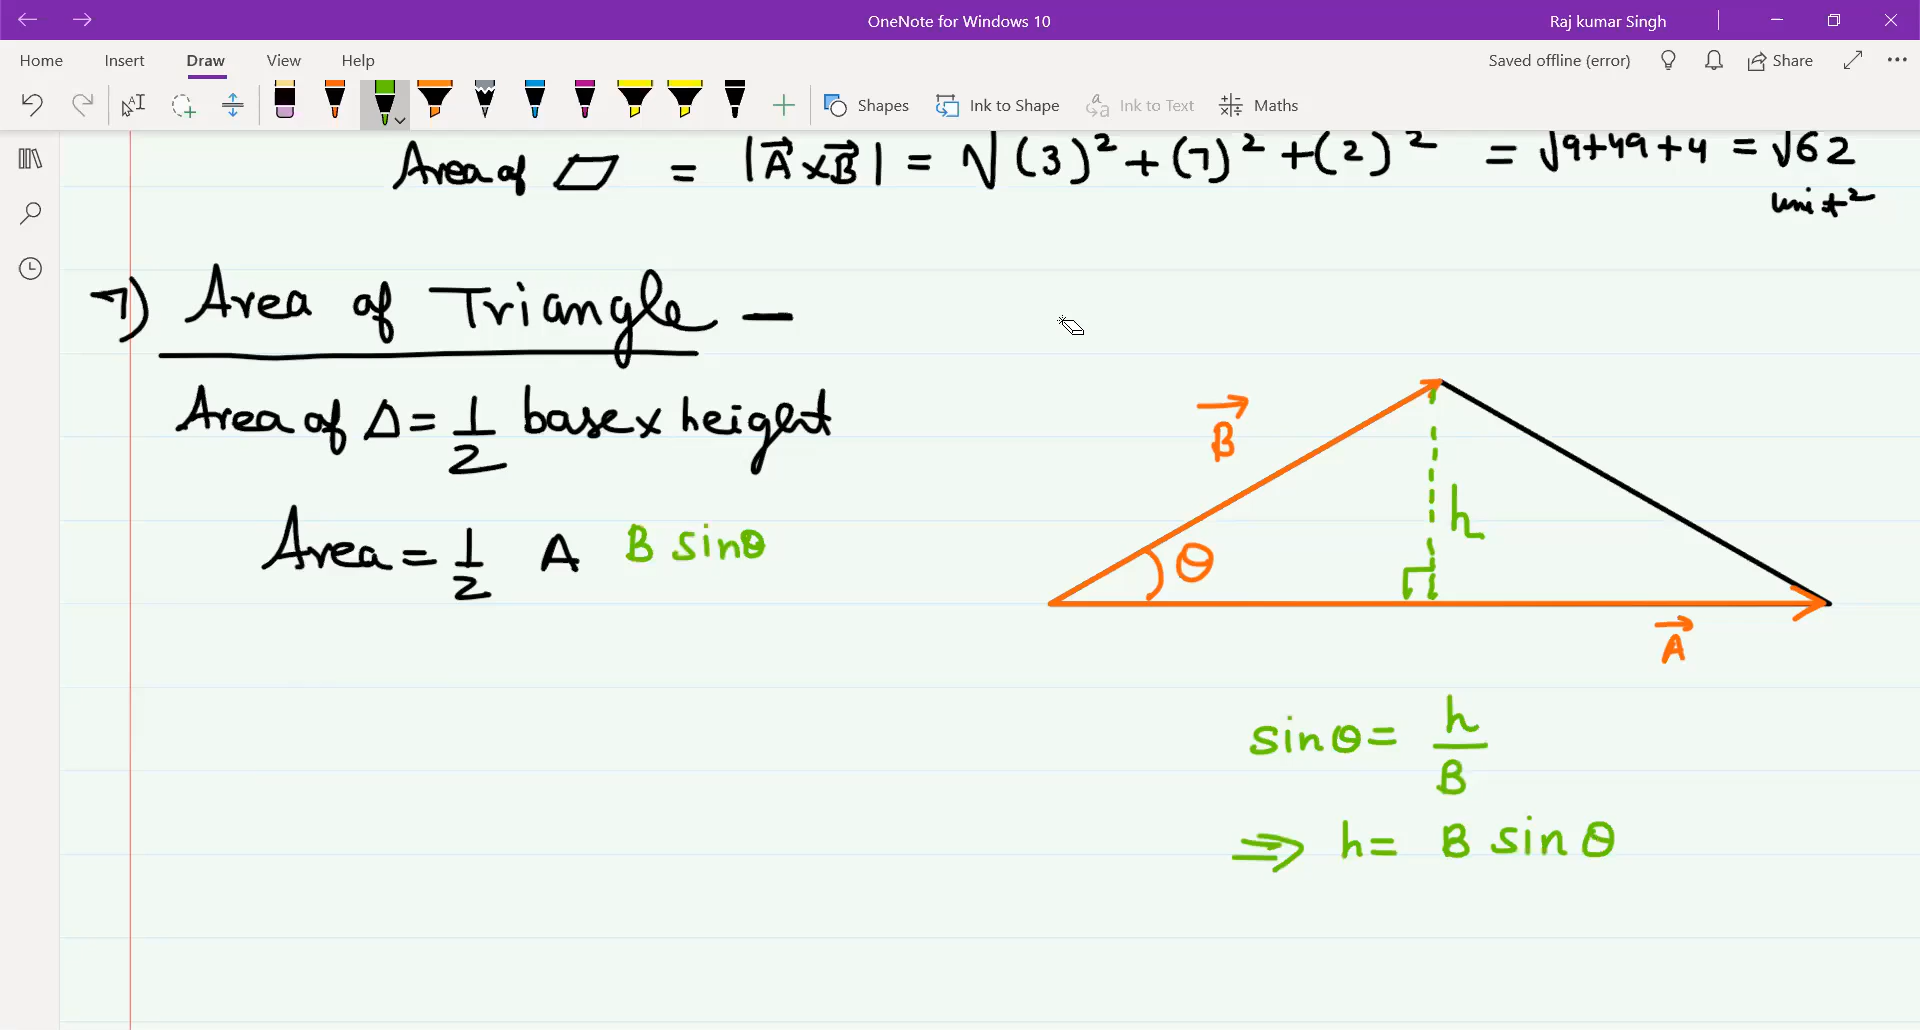 OneNote for Windows 10
Raj kumar Singh
Home Insert Draw View Help
Saved offline (error) Share
Shapes Ink to Shape Ink to Text Maths
Area of ▱ = |A⃗ × B⃗| = √(3)² + (7)² + (2)² = √9+49+4 = √62
unit²
7) Area of Triangle —
Area of Δ = 1/2 base × height
Area = 1/2 A B sinθ
B⃗
h
θ
A⃗
sinθ = h/B
⇒ h = B sinθ